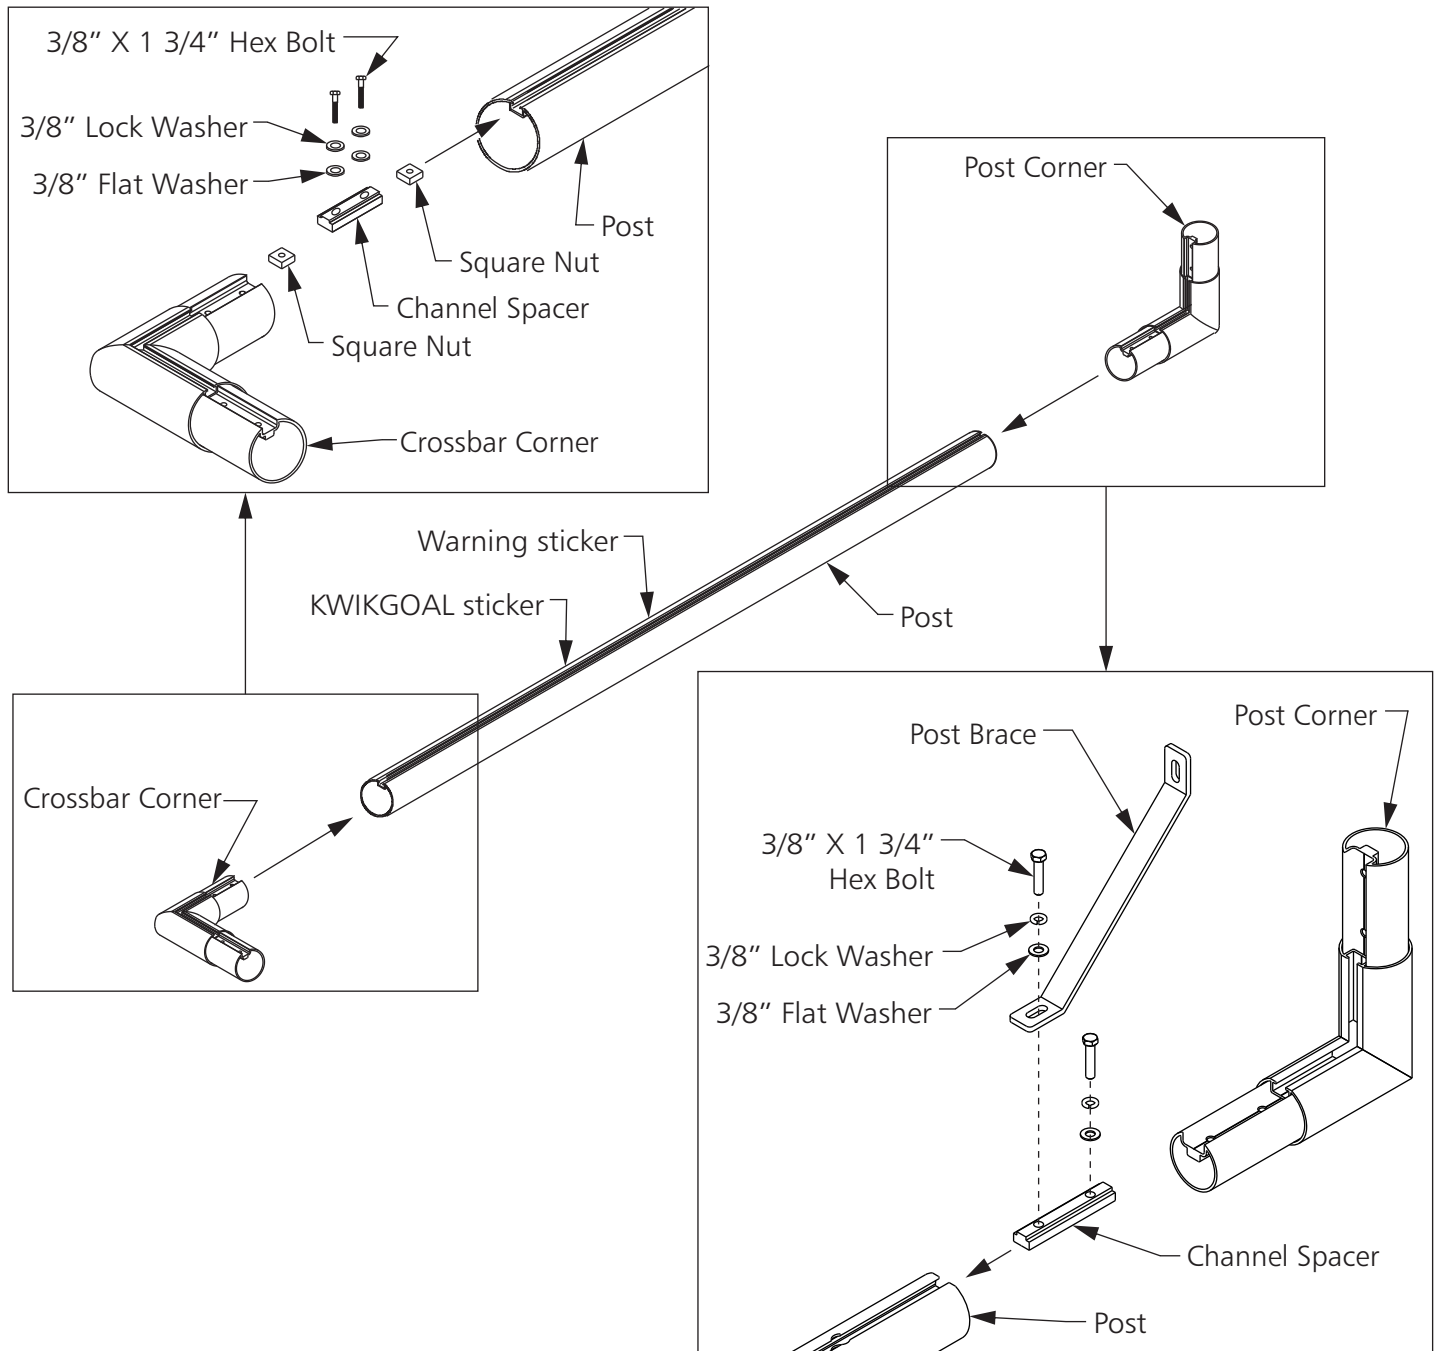 3/8” X 1 3/4” Hex Bolt
3/8” Lock Washer
3/8” Flat Washer
Post
Square Nut
Channel Spacer
Square Nut
Crossbar Corner
Post Corner
Warning sticker
KWIKGOAL sticker
Post
Crossbar Corner
Post Corner
Post Brace
3/8” X 1 3/4”
Hex Bolt
3/8” Lock Washer
3/8” Flat Washer
Channel Spacer
Post